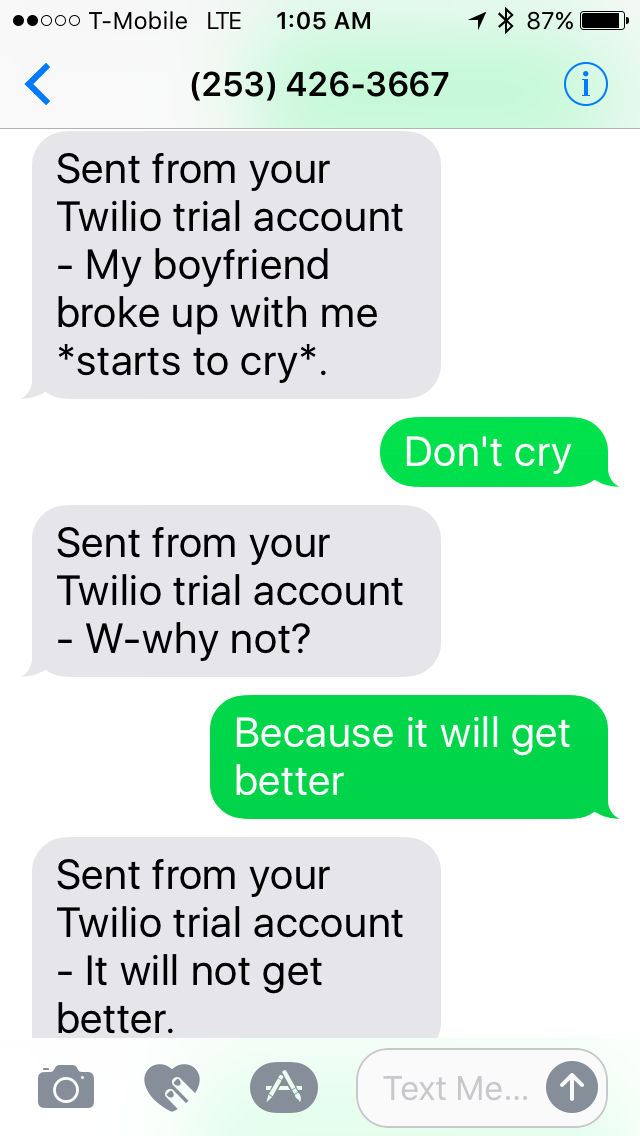 T-Mobile LTE 1:05 AM 87%
(253) 426-3667
Sent from your
Twilio trial account
- My boyfriend
broke up with me
*starts to cry*.
Don't cry
Sent from your
Twilio trial account
- W-why not?
Because it will get
better
Sent from your
Twilio trial account
- It will not get
better.
Text Me...